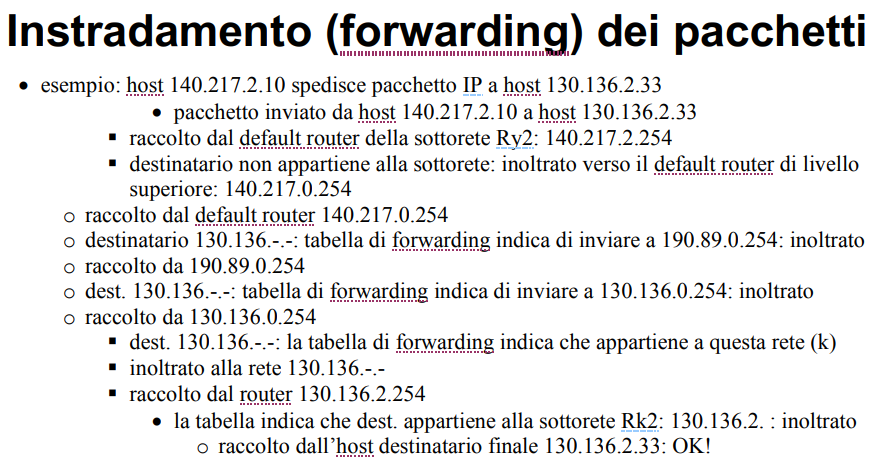 Instradamento (forwarding) dei pacchetti
• esempio: host 140.217.2.10 spedisce pacchetto IP a host 130.136.2.33
• pacchetto inviato da host 140.217.2.10 a host 130.136.2.33
▪ raccolto dal default router della sottorete Ry2: 140.217.2.254
▪ destinatario non appartiene alla sottorete: inoltrato verso il default router di livello
superiore: 140.217.0.254
o raccolto dal default router 140.217.0.254
o destinatario 130.136.-.-: tabella di forwarding indica di inviare a 190.89.0.254: inoltrato
o raccolto da 190.89.0.254
o dest. 130.136.-.-: tabella di forwarding indica di inviare a 130.136.0.254: inoltrato
o raccolto da 130.136.0.254
▪ dest. 130.136.-.-: la tabella di forwarding indica che appartiene a questa rete (k)
▪ inoltrato alla rete 130.136.-.-
▪ raccolto dal router 130.136.2.254
• la tabella indica che dest. appartiene alla sottorete Rk2: 130.136.2. : inoltrato
o raccolto dall’host destinatario finale 130.136.2.33: OK!